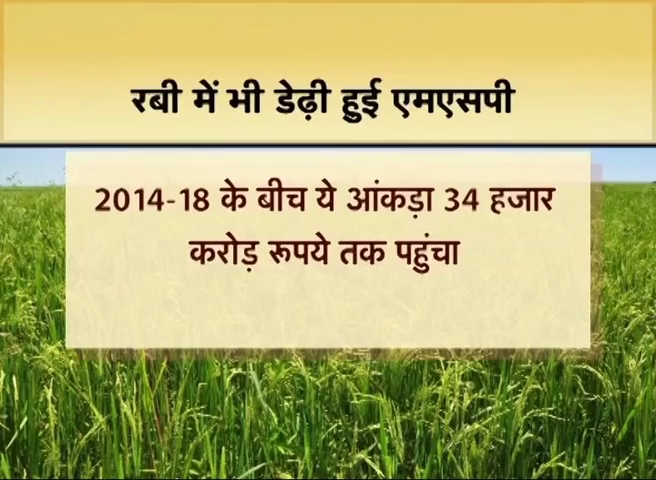 रबी में भी डेढ़ी हुई एमएसपी
2014-18 के बीच ये आंकड़ा 34 हजार
करोड़ रूपये तक पहुंचा